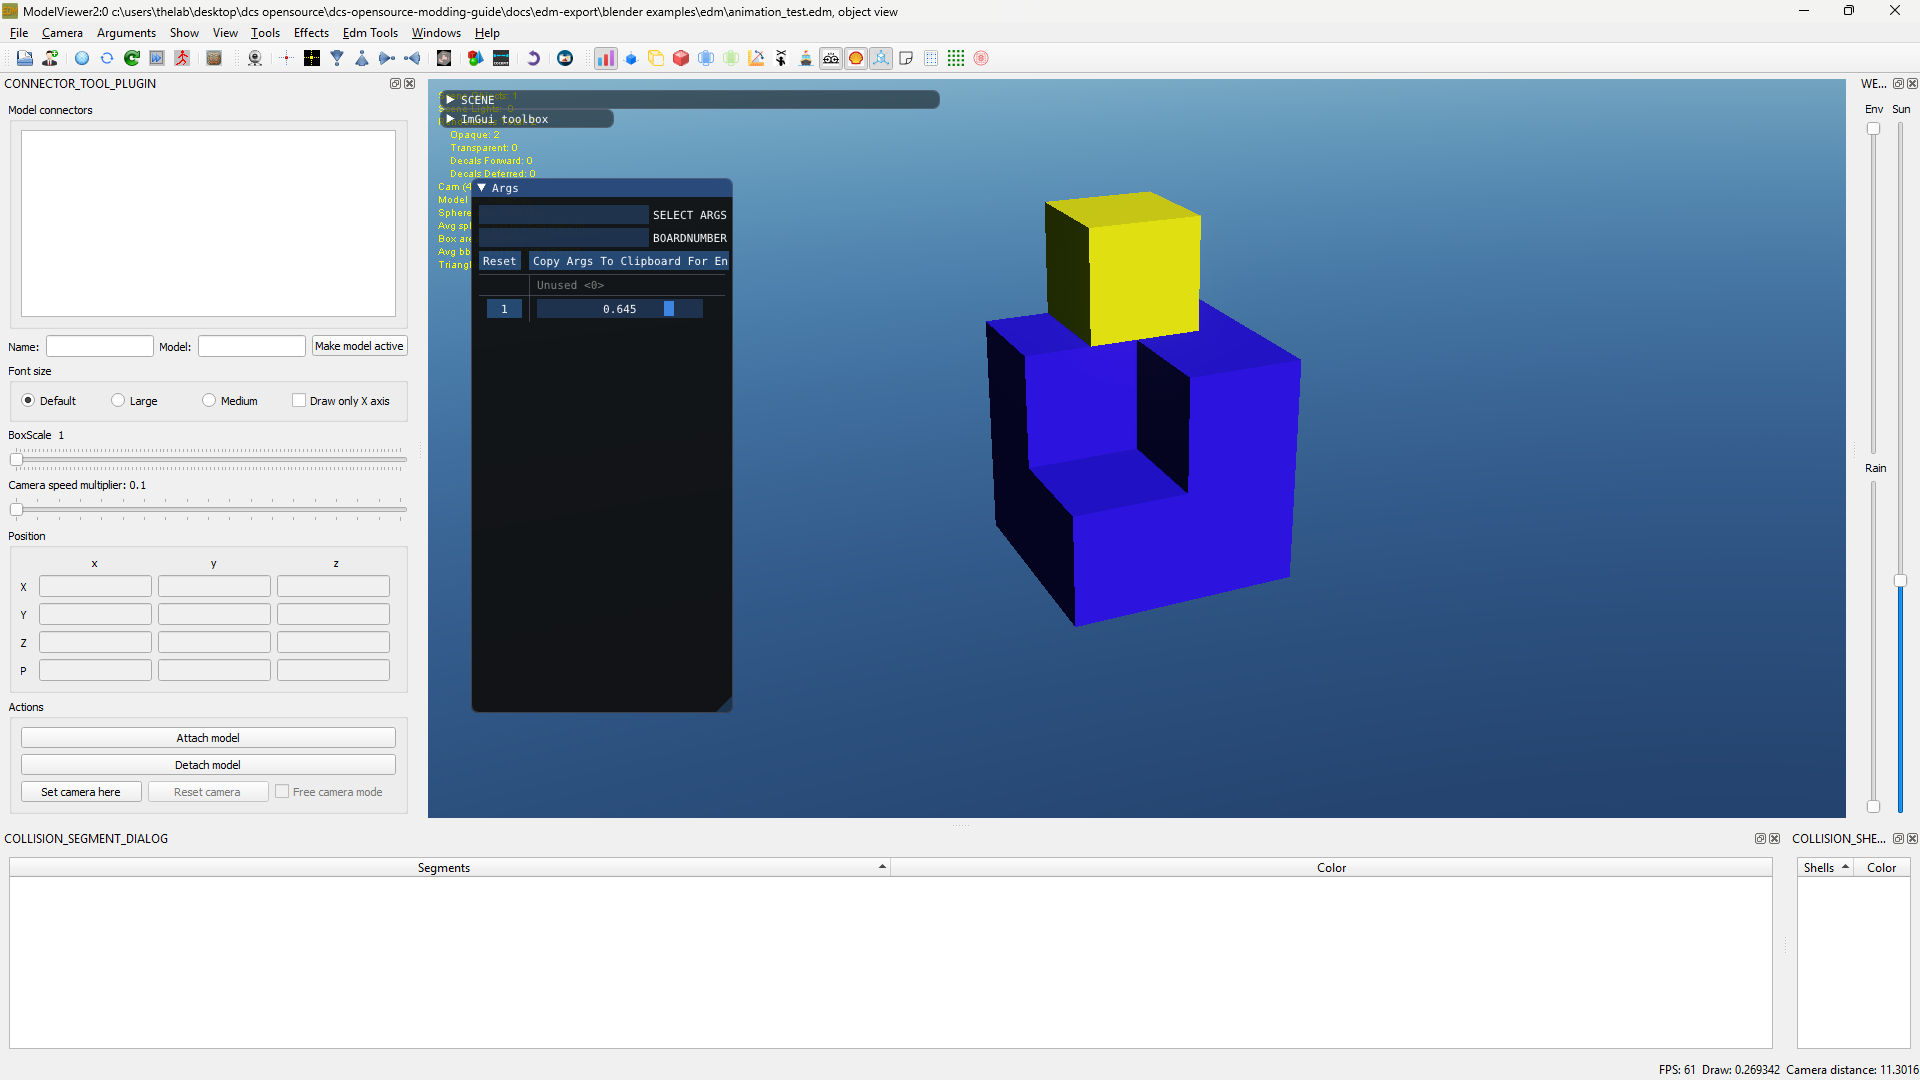 ModelViewer2:0 c:\users\thelab\desktop\dcs opensource\dcs-opensource-modding-guide\docs\edm-export\blender examples\edm\animation_test.edm, object view
File Camera Arguments Show View Tools Effects Edm Tools Windows Help
CONNECTOR_TOOL_PLUGIN
Model connectors
Name: Model: Make model active
Font size
Default Large Medium Draw only X axis
BoxScale 1
Camera speed multiplier: 0.1
Position
x y z
X
Y
Z
P
Actions
Attach model
Detach model
Set camera here Reset camera Free camera mode
SCENE
ImGui toolbox
Opaque: 2
Transparent: 0
Decals Forward: 0
Decals Deferred: 0
Cam (4
Model
Sphere
Avg sp
Box are
Avg bb
Triangl
Args
SELECT ARGS
BOARDNUMBER
Reset Copy Args To Clipboard For En
Unused <0>
1 0.645
WE...
Env Sun
Rain
COLLISION_SEGMENT_DIALOG
Segments Color
COLLISION_SHE...
Shells Color
FPS: 61 Draw: 0.269342 Camera distance: 11.3016